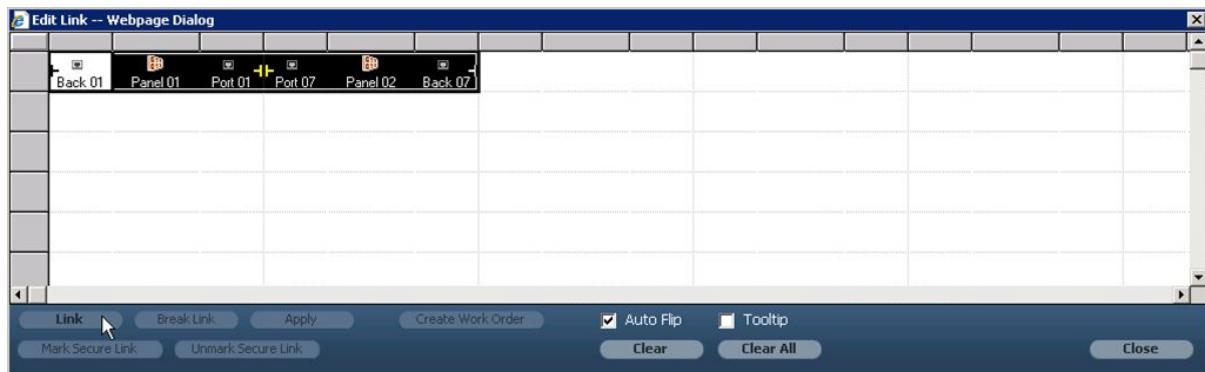 Edit Link -- Webpage Dialog
Back 01 Panel 01 Port 01 Port 07 Panel 02 Back 07
Link Break Link Apply Create Work Order Auto Flip Tooltip
Mark Secure Link Unmark Secure Link Clear Clear All Close